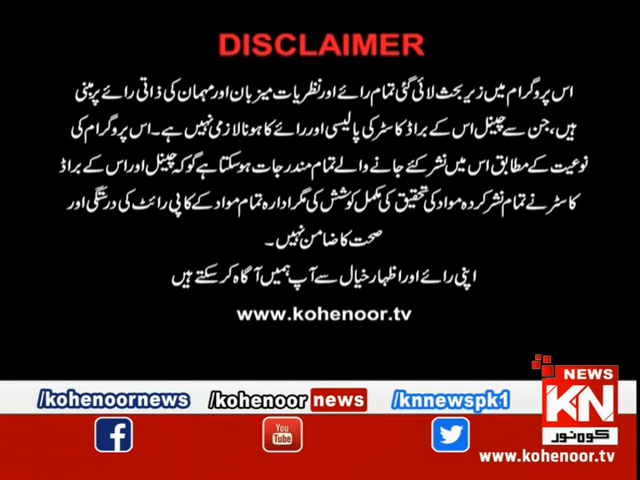 DISCLAIMER
اس پروگرام میں زیر بحث لائی گئی تمام رائے اور نظریات میزبان اور مہمان کی ذاتی رائے پر مبنی
ہیں، جن سے چینل اس کے براڈ کاسٹر کی پالیسی اور رائے کا ہونا لازمی نہیں ہے۔ اس پروگرام کی
نوعیت کے مطابق اس میں نشر کئے جانے والے تمام مندرجات ہو سکتا ہے گو کہ چینل اور اس کے براڈ
کاسٹر نے تمام نشر کردہ مواد کی تحقیق کی مکمل کوشش کی مگر ادارہ تمام مواد کے کاپی رائٹ کی درستگی اور
صحت کا ضامن نہیں۔
اپنی رائے اور اظہار خیال سے آپ ہمیں آگاہ کر سکتے ہیں
www.kohenoor.tv
/kohenoornews /kohenoor news /knnewspk1
f You Tube
NEWS
KN
کوہ نور
www.kohenoor.tv